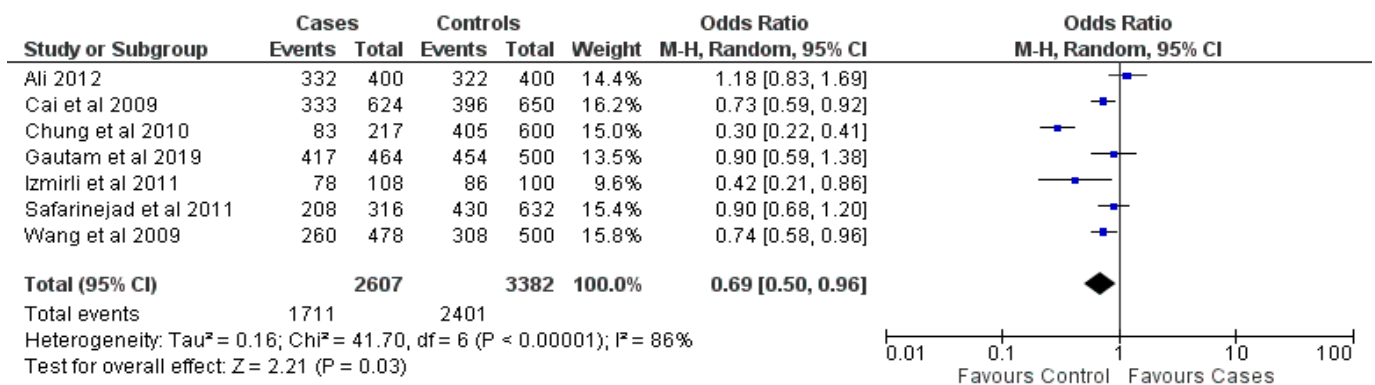 Cases Controls Odds Ratio Odds Ratio
Study or Subgroup Events Total Events Total Weight M-H, Random, 95% CI M-H, Random, 95% CI
Ali 2012 332 400 322 400 14.4% 1.18 [0.83, 1.69]
Cai et al 2009 333 624 396 650 16.2% 0.73 [0.59, 0.92]
Chung et al 2010 83 217 405 600 15.0% 0.30 [0.22, 0.41]
Gautam et al 2019 417 464 454 500 13.5% 0.90 [0.59, 1.38]
Izmirli et al 2011 78 108 86 100 9.6% 0.42 [0.21, 0.86]
Safarinejad et al 2011 208 316 430 632 15.4% 0.90 [0.68, 1.20]
Wang et al 2009 260 478 308 500 15.8% 0.74 [0.58, 0.96]
Total (95% CI) 2607 3382 100.0% 0.69 [0.50, 0.96]
Total events 1711 2401
Heterogeneity: Tau² = 0.16; Chi² = 41.70, df = 6 (P < 0.00001); I² = 86%
Test for overall effect: Z = 2.21 (P = 0.03)
0.01 0.1 1 10 100
Favours Control Favours Cases